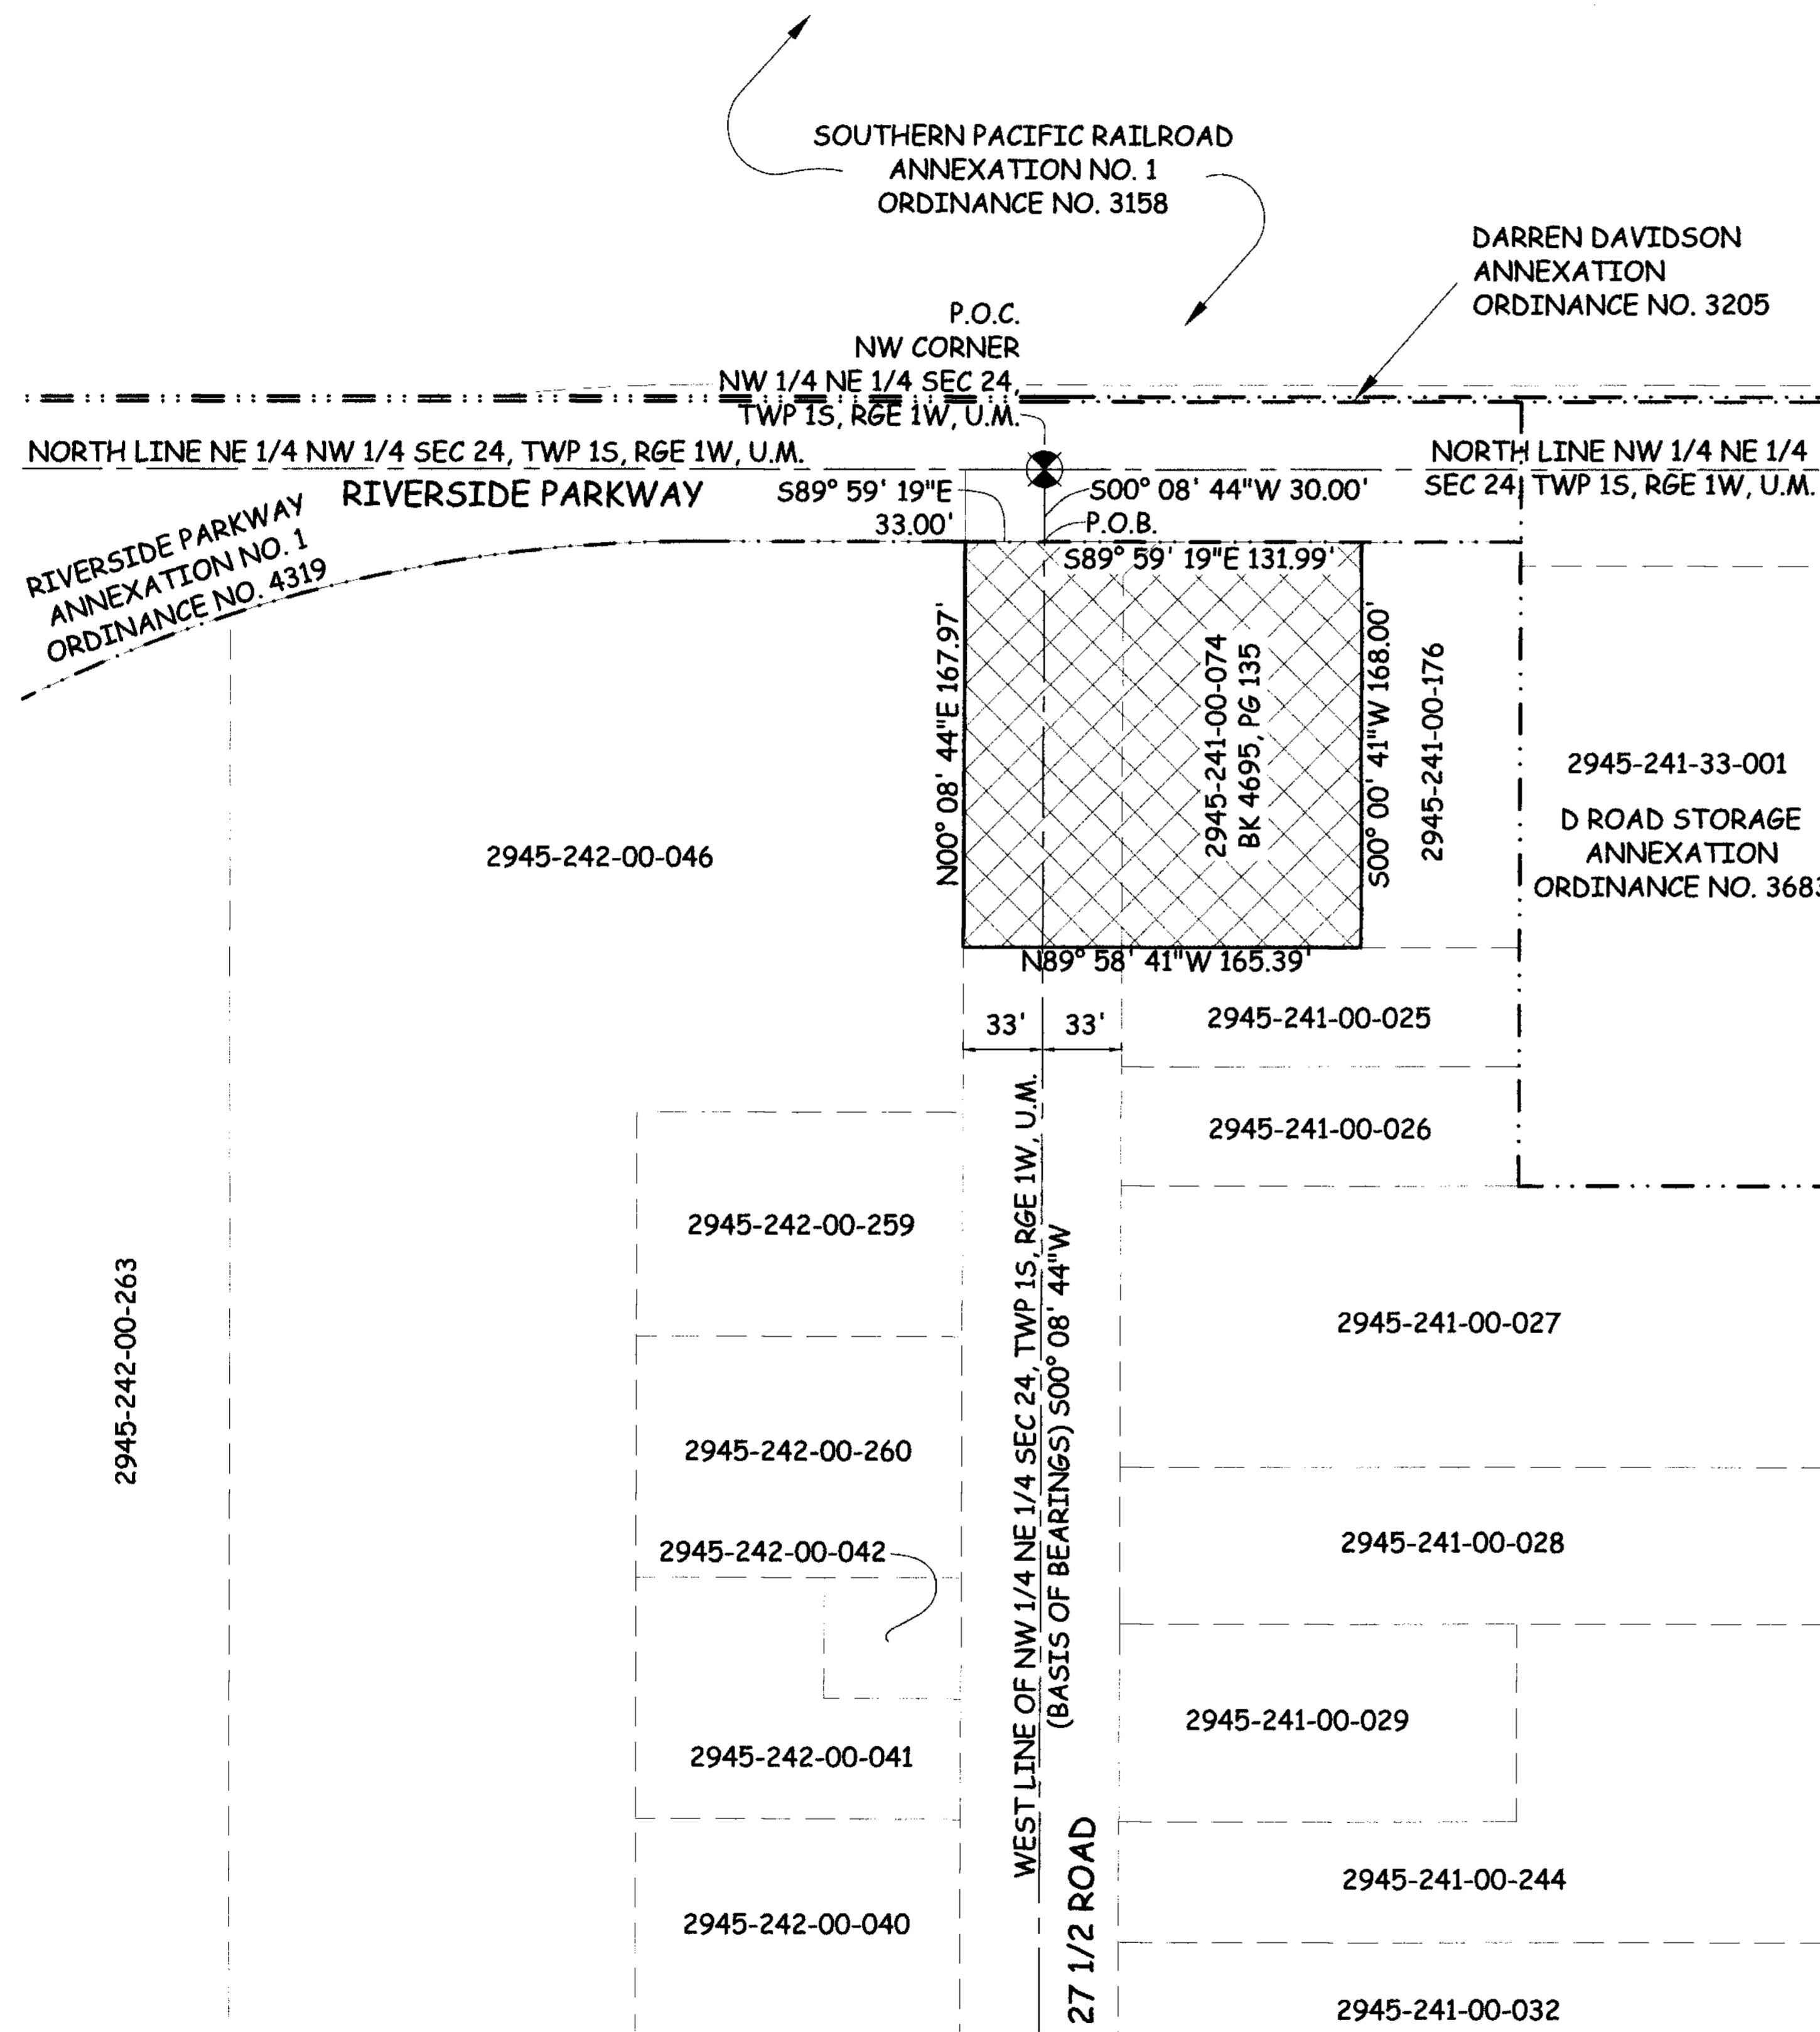 SOUTHERN PACIFIC RAILROAD
ANNEXATION NO. 1
ORDINANCE NO. 3158
DARREN DAVIDSON
ANNEXATION
ORDINANCE NO. 3205
P.O.C.
NW CORNER
NW 1/4 NE 1/4 SEC 24,
TWP 1S, RGE 1W, U.M.
NORTH LINE NE 1/4 NW 1/4 SEC 24, TWP 1S, RGE 1W, U.M.
NORTH LINE NW 1/4 NE 1/4
SEC 24, TWP 1S, RGE 1W, U.M.
RIVERSIDE PARKWAY
S89° 59' 19"E
33.00'
S00° 08' 44"W 30.00'
P.O.B.
S89° 59' 19"E 131.99'
RIVERSIDE PARKWAY
ANNEXATION NO. 1
ORDINANCE NO. 4319
N00° 08' 44"E 167.97'
2945-241-00-074
BK 4695, PG 135
S00° 00' 41"W 168.00'
2945-241-00-176
2945-241-33-001
D ROAD STORAGE
ANNEXATION
ORDINANCE NO. 3683
2945-242-00-046
N89° 58' 41"W 165.39'
33'
33'
2945-241-00-025
2945-241-00-026
2945-242-00-259
2945-242-00-263
2945-241-00-027
2945-242-00-260
2945-242-00-042
2945-241-00-028
WEST LINE OF NW 1/4 NE 1/4 SEC 24, TWP 1S, RGE 1W, U.M.
(BASIS OF BEARINGS) S00° 08' 44"W
2945-241-00-029
2945-242-00-041
2945-241-00-244
2945-242-00-040
27 1/2 ROAD
2945-241-00-032